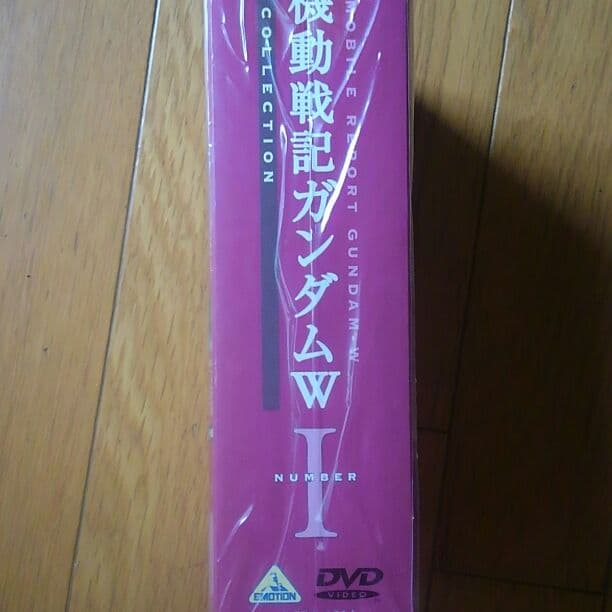 MOBILE REPORT GUNDAM-W
機動戦記ガンダムW
COLLECTION
I
NUMBER
EMOTION
DVD
VIDEO